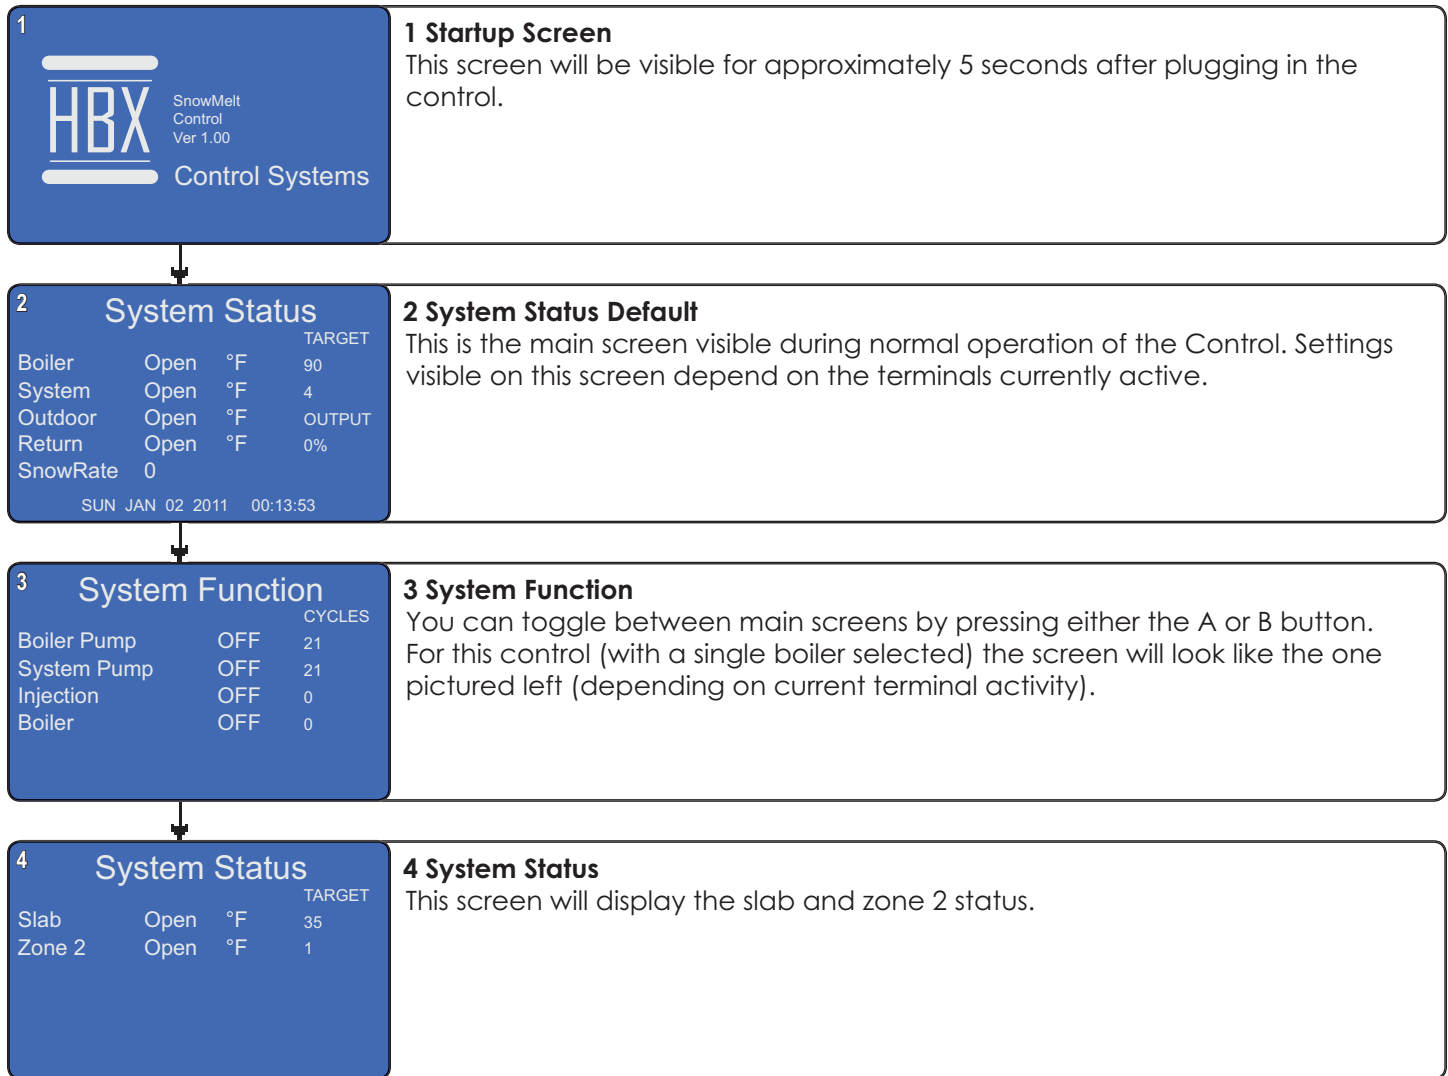 1
HBX
SnowMelt
Control
Ver 1.00
Control Systems
1 Startup Screen
This screen will be visible for approximately 5 seconds after plugging in the
control.
2
System Status
TARGET
Boiler Open °F 90
System Open °F 4
Outdoor Open °F OUTPUT
Return Open °F 0%
SnowRate 0
SUN JAN 02 2011 00:13:53
2 System Status Default
This is the main screen visible during normal operation of the Control. Settings
visible on this screen depend on the terminals currently active.
3
System Function
CYCLES
Boiler Pump OFF 21
System Pump OFF 21
Injection OFF 0
Boiler OFF 0
3 System Function
You can toggle between main screens by pressing either the A or B button.
For this control (with a single boiler selected) the screen will look like the one
pictured left (depending on current terminal activity).
4
System Status
TARGET
Slab Open °F 35
Zone 2 Open °F 1
4 System Status
This screen will display the slab and zone 2 status.